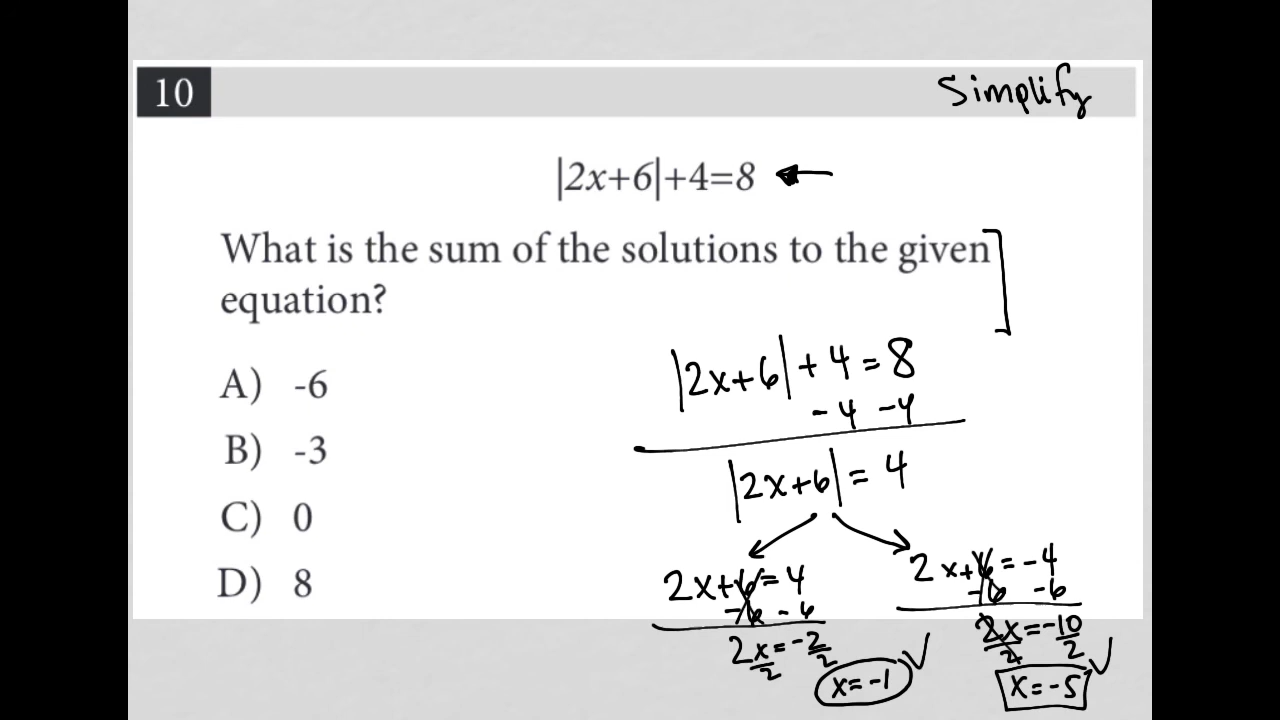 10
Simplify
|2x+6|+4=8
What is the sum of the solutions to the given
equation?
A) -6
B) -3
C) 0
D) 8
|2x+6| + 4 = 8
-4 -4
|2x+6| = 4
2x+6=4
-6 -6
2x/2=-2/2
x=-1
2x+6=-4
-6 -6
2x/2=-10/2
x=-5